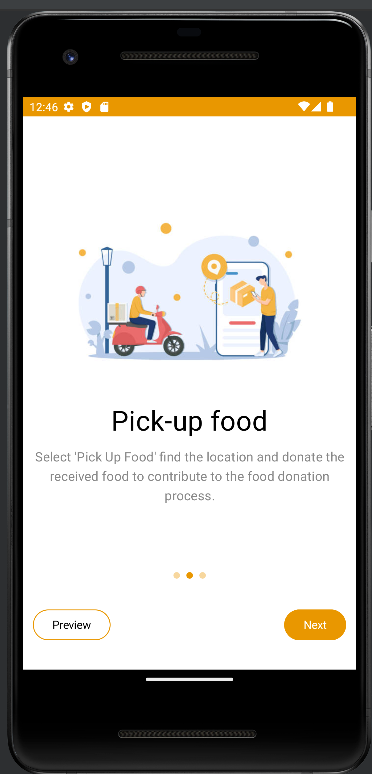 12:46
Pick-up food
Select 'Pick Up Food' find the location and donate the
received food to contribute to the food donation
process.
Preview
Next